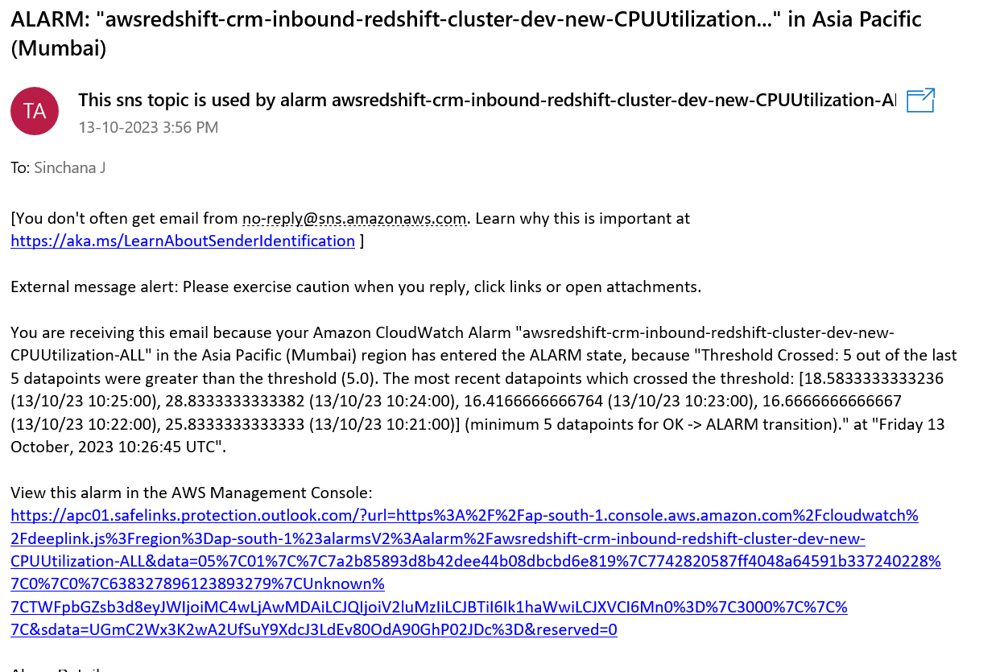 ALARM: "awsredshift-crm-inbound-redshift-cluster-dev-new-CPUUtilization..." in Asia Pacific
(Mumbai)
TA
This sns topic is used by alarm awsredshift-crm-inbound-redshift-cluster-dev-new-CPUUtilization-Al
13-10-2023 3:56 PM
To: Sinchana J
[You don't often get email from no-reply@sns.amazonaws.com. Learn why this is important at
https://aka.ms/LearnAboutSenderIdentification ]
External message alert: Please exercise caution when you reply, click links or open attachments.
You are receiving this email because your Amazon CloudWatch Alarm "awsredshift-crm-inbound-redshift-cluster-dev-new-
CPUUtilization-ALL" in the Asia Pacific (Mumbai) region has entered the ALARM state, because "Threshold Crossed: 5 out of the last
5 datapoints were greater than the threshold (5.0). The most recent datapoints which crossed the threshold: [18.5833333333236
(13/10/23 10:25:00), 28.8333333333382 (13/10/23 10:24:00), 16.4166666666764 (13/10/23 10:23:00), 16.6666666666667
(13/10/23 10:22:00), 25.8333333333333 (13/10/23 10:21:00)] (minimum 5 datapoints for OK -> ALARM transition)." at "Friday 13
October, 2023 10:26:45 UTC".
View this alarm in the AWS Management Console:
https://apc01.safelinks.protection.outlook.com/?url=https%3A%2F%2Fap-south-1.console.aws.amazon.com%2Fcloudwatch%
2Fdeeplink.js%3Fregion%3Dap-south-1%23alarmsV2%3Aalarm%2Fawsredshift-crm-inbound-redshift-cluster-dev-new-
CPUUtilization-ALL&data=05%7C01%7C%7C7a2b85893d8b42dee44b08dbcbd6e819%7C7742820587ff4048a64591b337240228%
7C0%7C0%7C638327896123893279%7CUnknown%
7CTWFpbGZsb3d8eyJWIjoiMC4wLjAwMDAiLCJQIjoiV2luMzIiLCJBTiI6Ik1haWwiLCJXVCI6Mn0%3D%7C3000%7C%7C%
7C&sdata=UGmC2Wx3K2wA2UfSuY9XdcJ3LdEv80OdA90GhP02JDc%3D&reserved=0